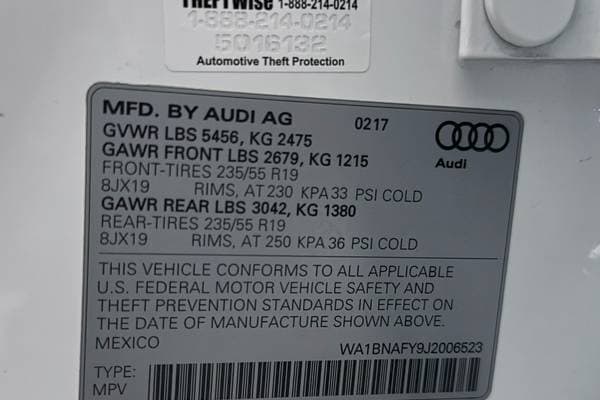 THEFTWISE 1-888-214-0214
1-888-214-0214
5016132
Automotive Theft Protection
MFD. BY AUDI AG 0217
GVWR LBS 5456, KG 2475
GAWR FRONT LBS 2679, KG 1215
FRONT-TIRES 235/55 R19
8JX19 RIMS, AT 230 KPA 33 PSI COLD
GAWR REAR LBS 3042, KG 1380
REAR-TIRES 235/55 R19
8JX19 RIMS, AT 250 KPA 36 PSI COLD
Audi
THIS VEHICLE CONFORMS TO ALL APPLICABLE
U.S. FEDERAL MOTOR VEHICLE SAFETY AND
THEFT PREVENTION STANDARDS IN EFFECT ON
THE DATE OF MANUFACTURE SHOWN ABOVE.
MEXICO WA1BNAFY9J2006523
TYPE:
MPV